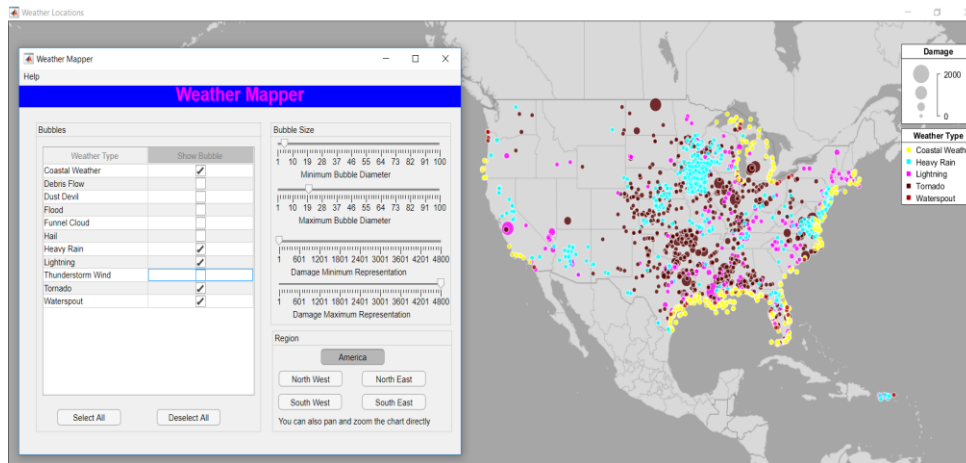 Weather Locations
Weather Mapper
Help
Weather Mapper
Bubbles
Weather Type Show Bubble
Coastal Weather
Debris Flow
Dust Devil
Flood
Funnel Cloud
Hail
Heavy Rain
Lightning
Thunderstorm Wind
Tornado
Waterspout
Select All Deselect All
Bubble Size
1 10 19 28 37 46 55 64 73 82 91 100
Minimum Bubble Diameter
1 10 19 28 37 46 55 64 73 82 91 100
Maximum Bubble Diameter
1 601 1201 1801 2401 3001 3601 4201 4800
Damage Minimum Representation
1 601 1201 1801 2401 3001 3601 4201 4800
Damage Maximum Representation
Region
America
North West North East
South West South East
You can also pan and zoom the chart directly
Damage
2000
0
Weather Type
Coastal Weath
Heavy Rain
Lightning
Tornado
Waterspout